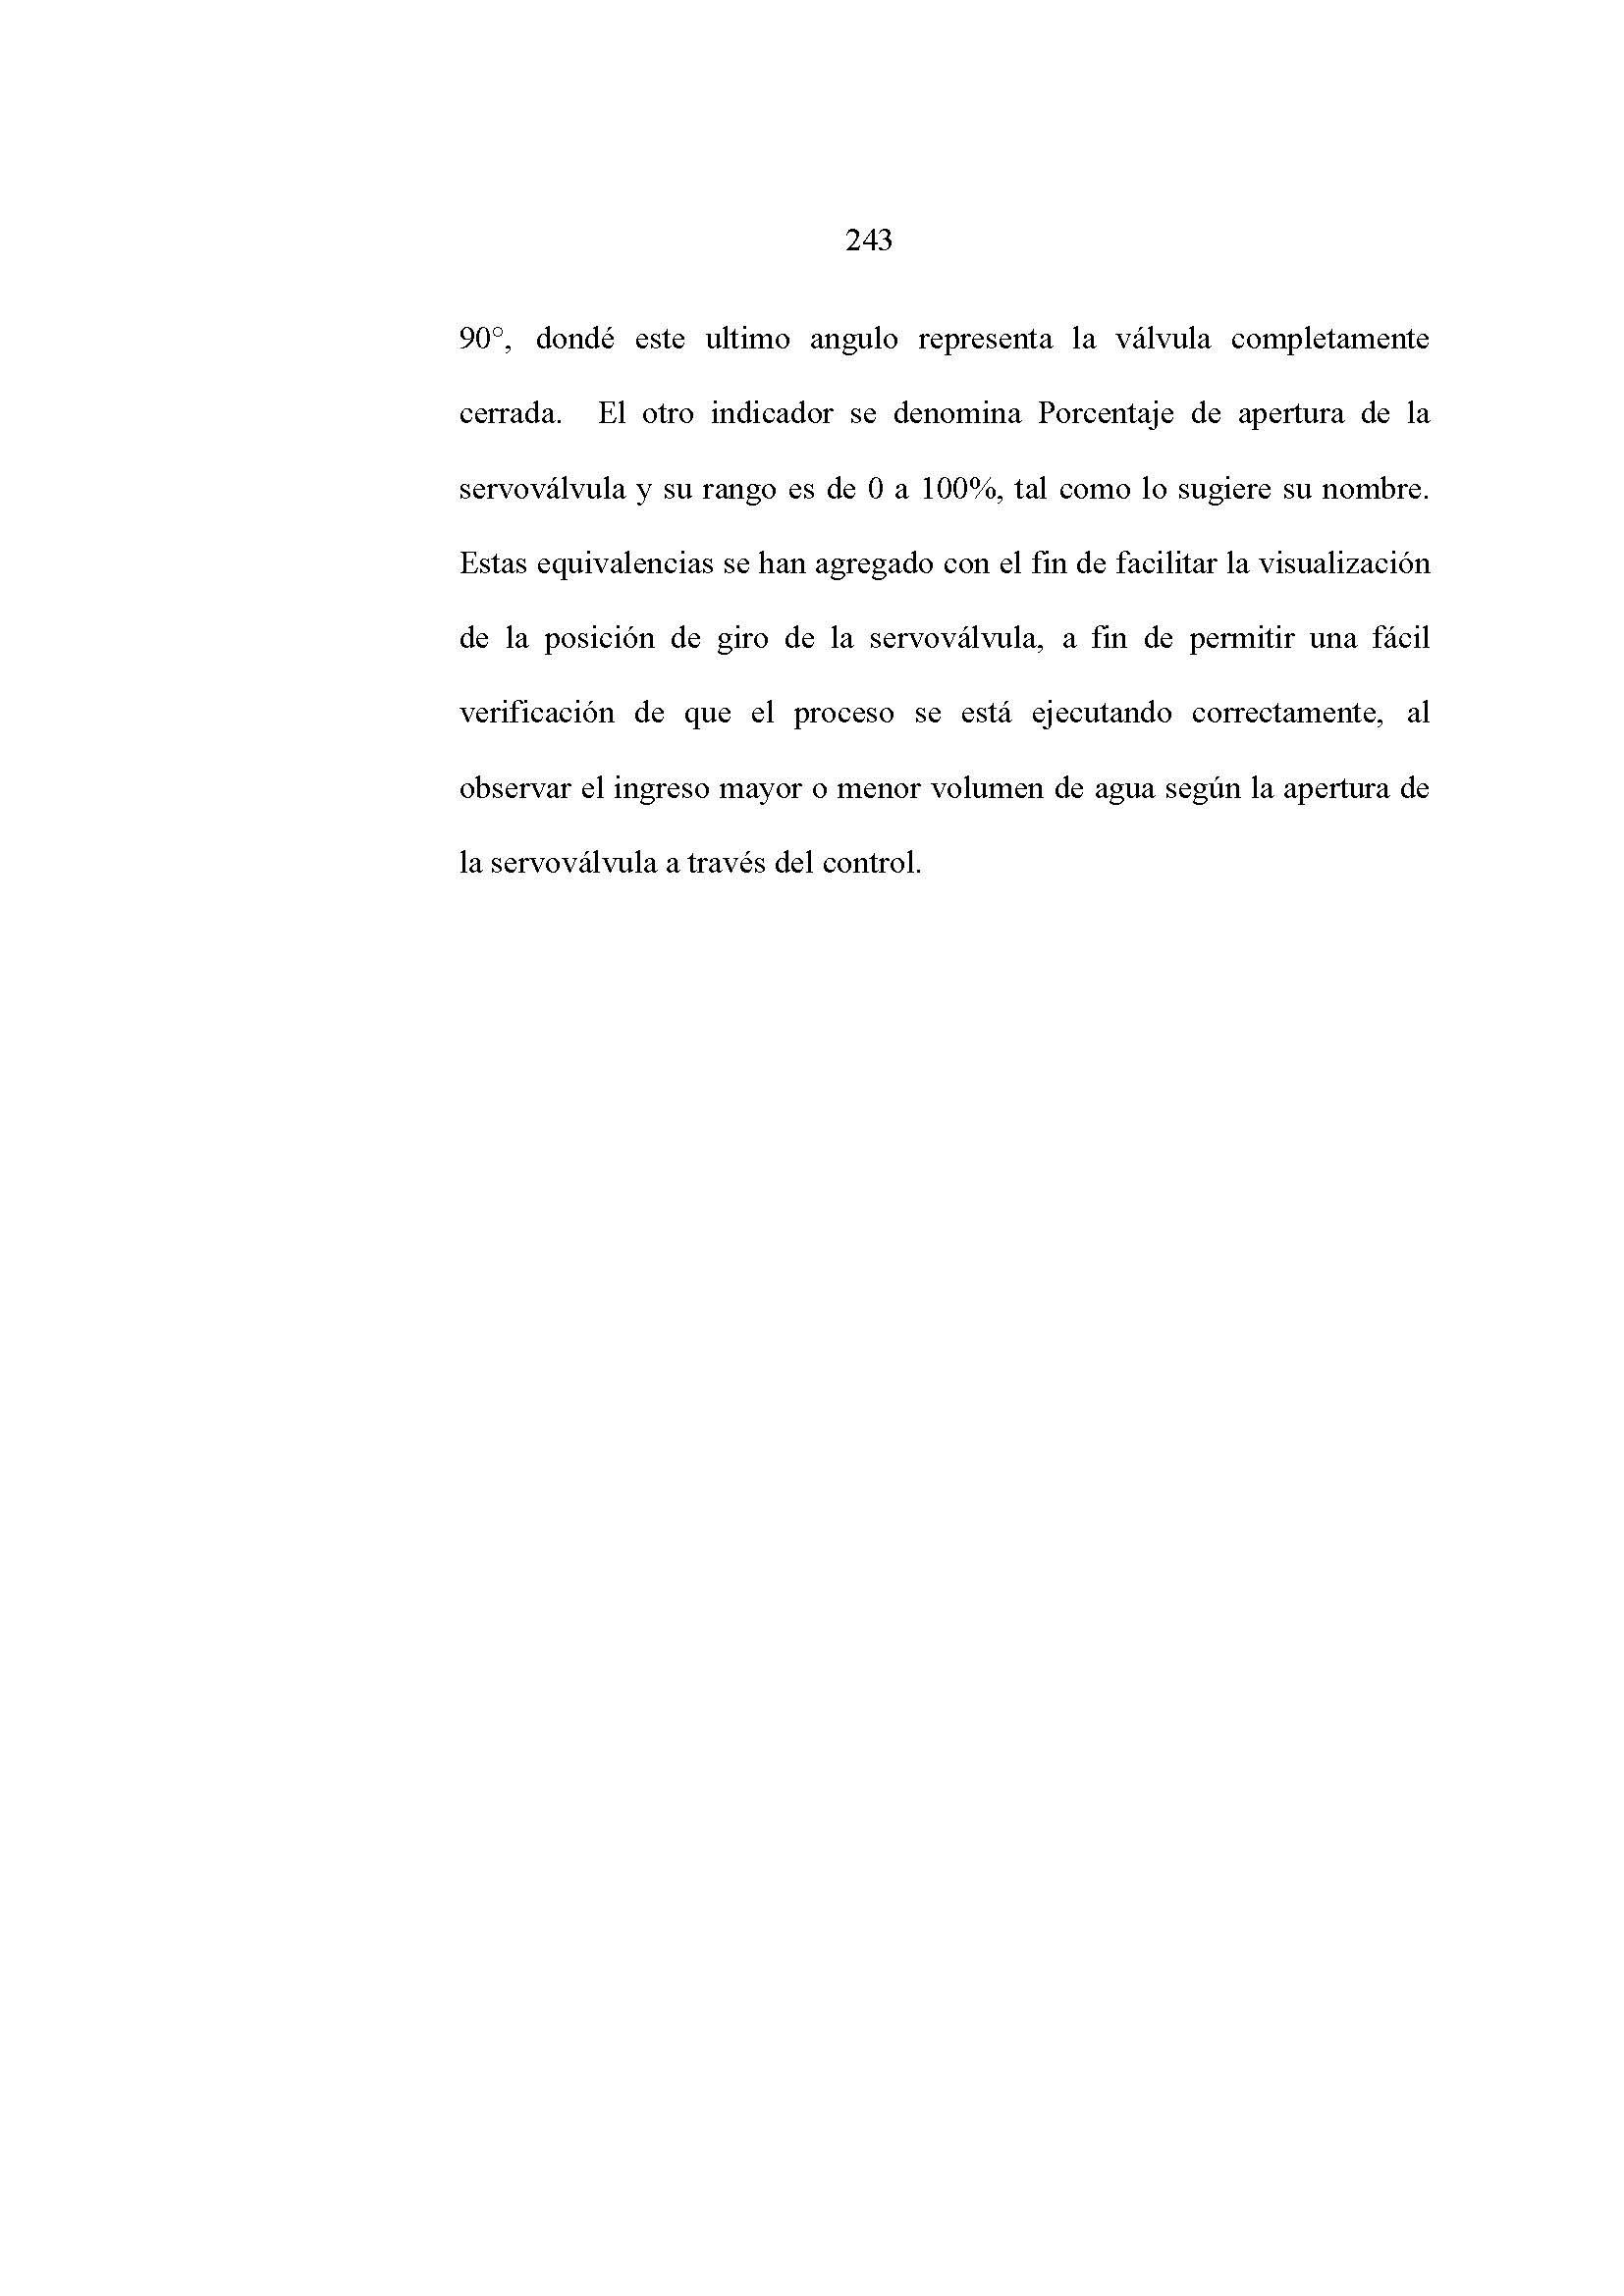 243
90°, dondé este ultimo angulo representa la válvula completamente
cerrada. El otro indicador se denomina Porcentaje de apertura de la
servoválvula y su rango es de 0 a 100%, tal como lo sugiere su nombre.
Estas equivalencias se han agregado con el fin de facilitar la visualización
de la posición de giro de la servoválvula, a fin de permitir una fácil
verificación de que el proceso se está ejecutando correctamente, al
observar el ingreso mayor o menor volumen de agua según la apertura de
la servoválvula a través del control.